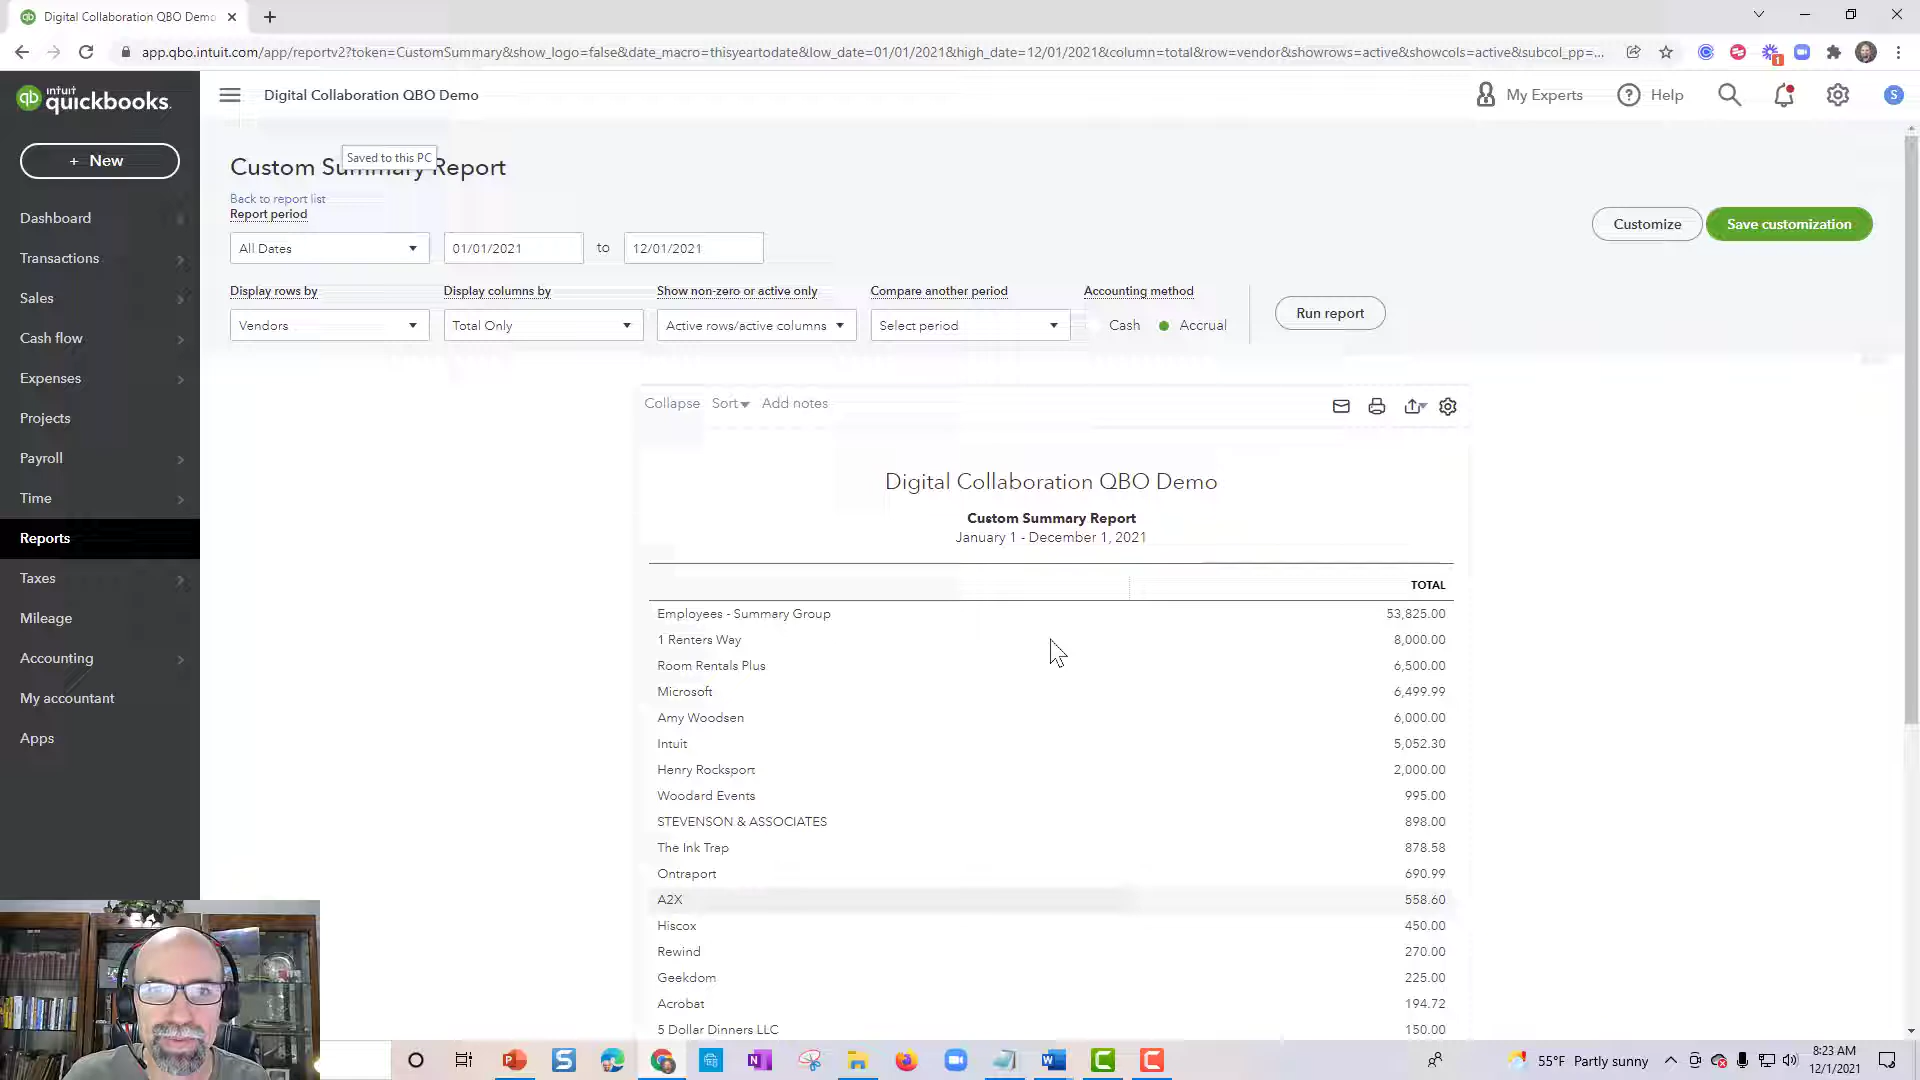 Digital Collaboration QBO Demo
app.qbo.intuit.com/app/reportv2?token=CustomSummary&show_logo=false&date_macro=thisyeartodate&low_date=01/01/2021&high_date=12/01/2021&column=total&row=vendor&showrows=active&showcols=active&subcol_pp=...
1
intuit
quickbooks.
qb
Digital Collaboration QBO Demo
My Experts
Help
S
+ New
Dashboard
Transactions
Sales
Cash flow
Expenses
Projects
Payroll
Time
Reports
Taxes
Mileage
Accounting
My accountant
Apps
Saved to this PC
Custom Summary Report
Back to report list
Report period
All Dates 01/01/2021 to 12/01/2021
Customize Save customization
Display rows by Display columns by Show non-zero or active only Compare another period Accounting method
Vendors Total Only Active rows/active columns Select period Cash Accrual
Run report
Collapse Sort Add notes
Digital Collaboration QBO Demo
Custom Summary Report
January 1 - December 1, 2021
TOTAL
Employees - Summary Group 53,825.00
1 Renters Way 8,000.00
Room Rentals Plus 6,500.00
Microsoft 6,499.99
Amy Woodsen 6,000.00
Intuit 5,052.30
Henry Rocksport 2,000.00
Woodard Events 995.00
STEVENSON & ASSOCIATES 898.00
The Ink Trap 878.58
Ontraport 690.99
A2X 558.60
Hiscox 450.00
Rewind 270.00
Geekdom 225.00
Acrobat 194.72
5 Dollar Dinners LLC 150.00
55°F Partly sunny
8:23 AM
12/1/2021